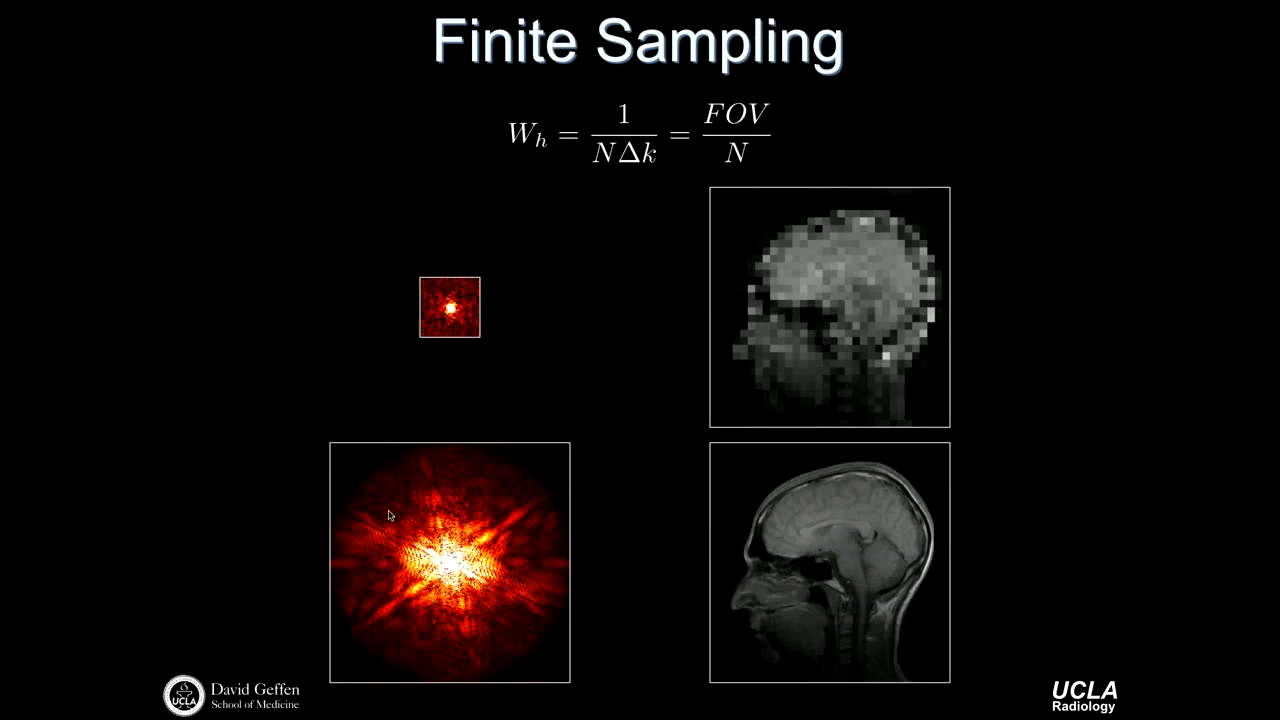 Finite Sampling
W_h = 1/(NΔk) = FOV/N
UCLA
David Geffen
School of Medicine
UCLA
Radiology